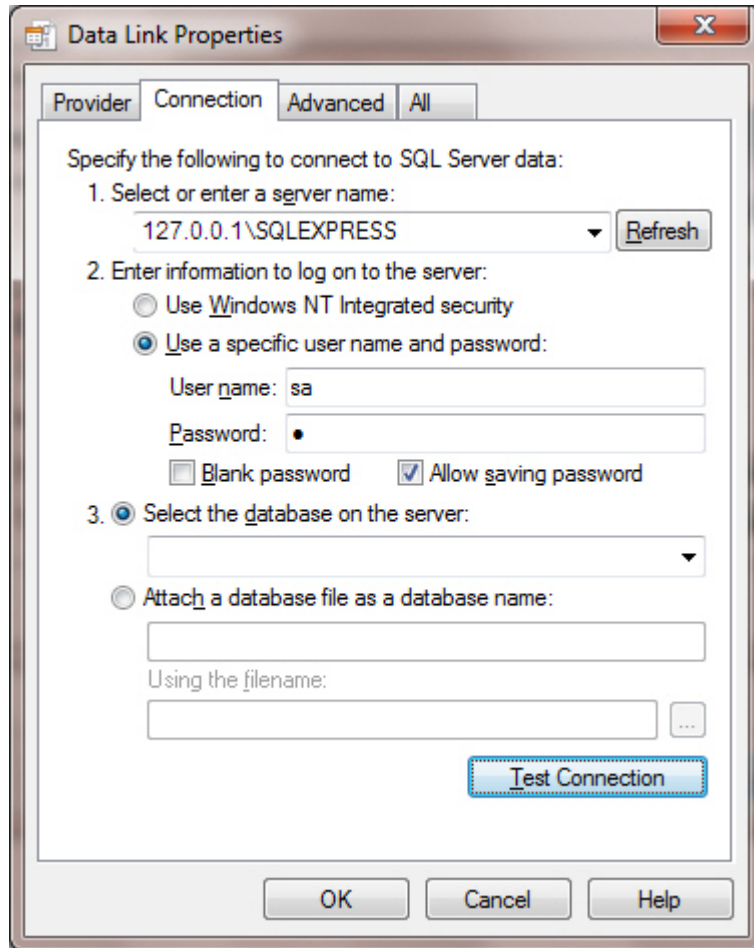 Data Link Properties
Provider Connection Advanced All
Specify the following to connect to SQL Server data:
1. Select or enter a server name:
127.0.0.1\SQLEXPRESS Refresh
2. Enter information to log on to the server:
Use Windows NT Integrated security
Use a specific user name and password:
User name: sa
Password: ●
Blank password Allow saving password
3. Select the database on the server:
Attach a database file as a database name:
Using the filename:
...
Test Connection
OK Cancel Help